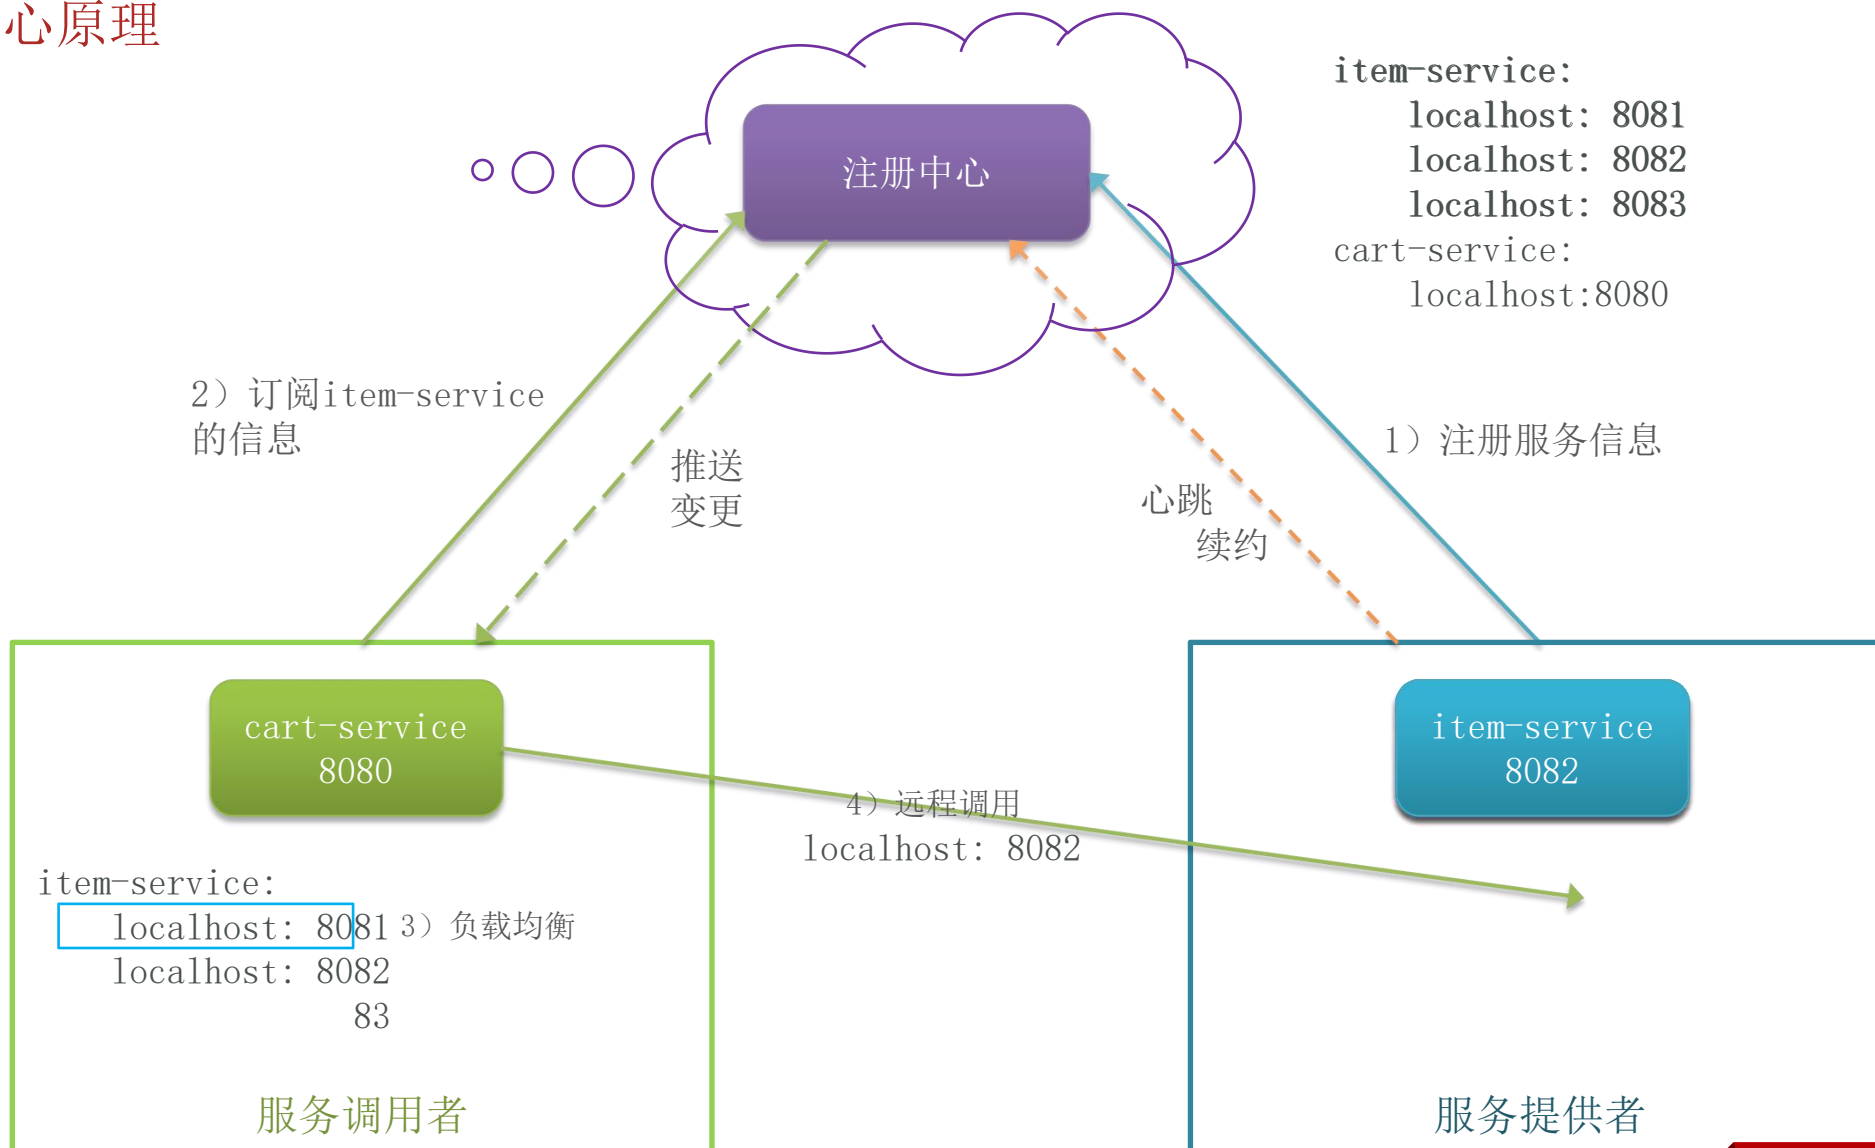 心原理
注册中心
item-service:
localhost: 8081
localhost: 8082
localhost: 8083
cart-service:
localhost:8080
2）订阅item-service
的信息
推送
变更
心跳
续约
1）注册服务信息
cart-service
8080
item-service
8082
4）远程调用
localhost: 8082
item-service:
localhost: 8081
3）负载均衡
localhost: 8082
83
服务调用者
服务提供者